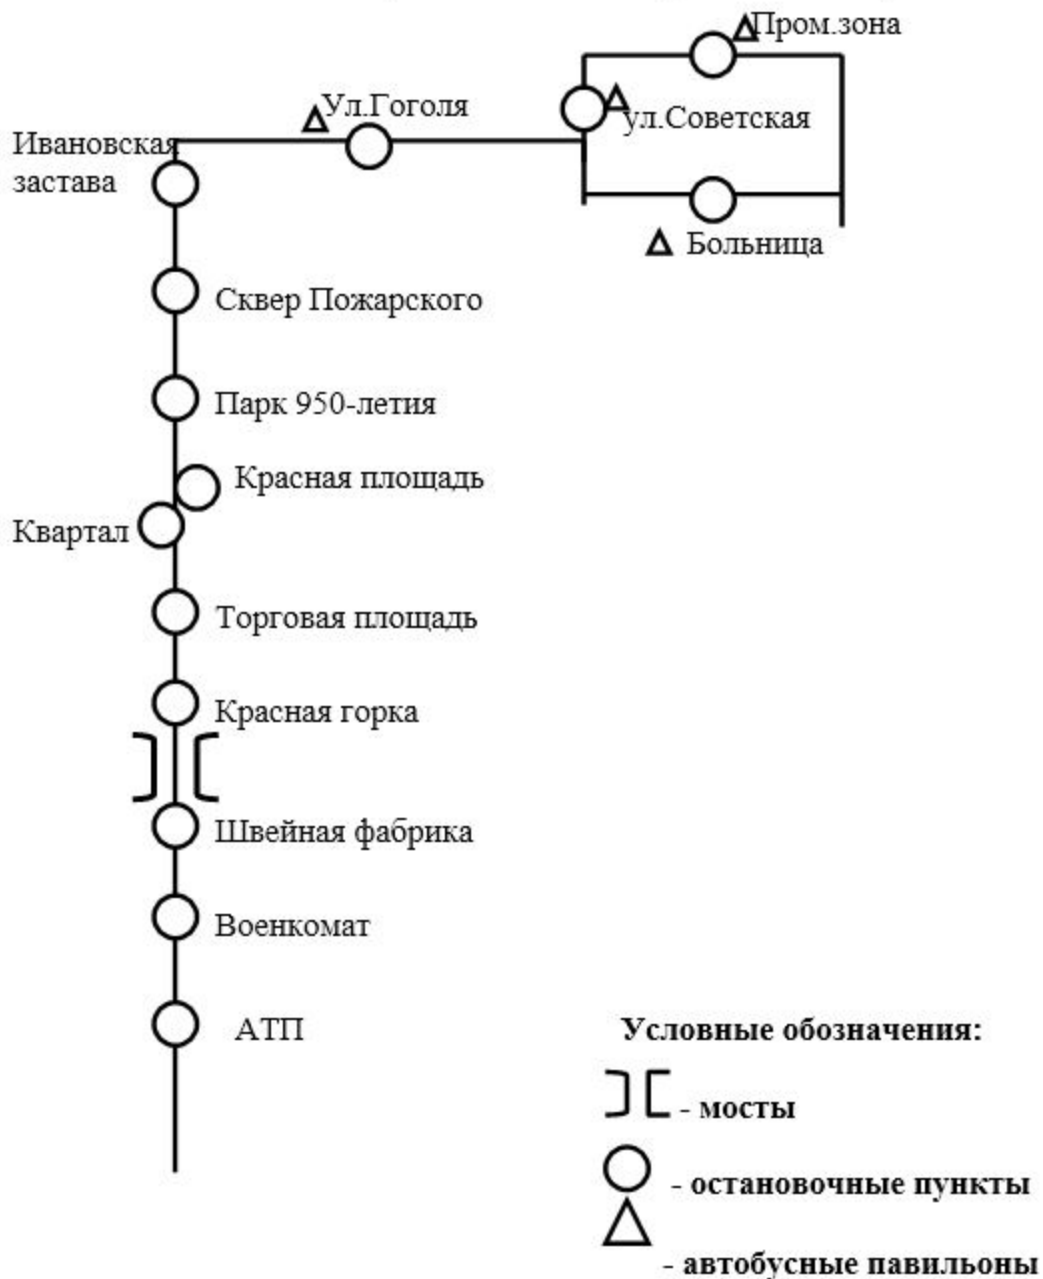 Пром.зона
Ул.Гоголя
ул.Советская
Ивановская
застава
Больница
Сквер Пожарского
Парк 950-летия
Красная площадь
Квартал
Торговая площадь
Красная горка
Швейная фабрика
Военкомат
АТП
Условные обозначения:
- мосты
- остановочные пункты
- автобусные павильоны